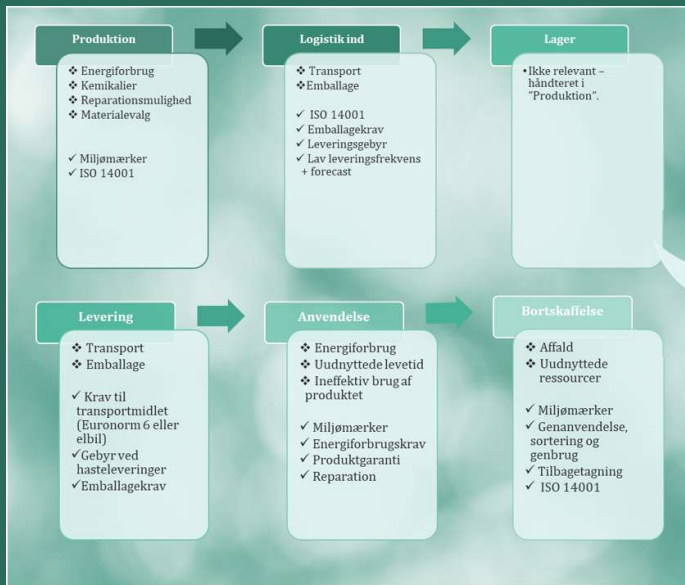 Produktion
❖ Energiforbrug
❖ Kemikalier
❖ Reparationsmulighed
❖ Materialevalg
✓ Miljømærker
✓ ISO 14001
Logistik ind
❖ Transport
❖Emballage
✓ ISO 14001
✓ Emballagekrav
✓ Leveringsgebyr
✓ Lav leveringsfrekvens
+ forecast
Lager
•Ikke relevant –
håndteret i
"Produktion".
Levering
❖ Transport
❖ Emballage
✓ Krav til
transportmidlet
(Euronorm 6 eller
elbil)
✓Gebyr ved
hasteleveringer
✓Emballagekrav
Anvendelse
❖ Energiforbrug
❖ Uudnyttede levetid
❖ Ineffektiv brug af
produktet
✓ Miljømærker
✓ Energiforbrugskrav
✓ Produktgaranti
✓ Reparation
Bortskaffelse
❖ Affald
❖ Uudnyttede
ressourcer
✓ Miljømærker
✓ Genanvendelse,
sortering og
genbrug
✓ Tilbagetagning
✓ ISO 14001